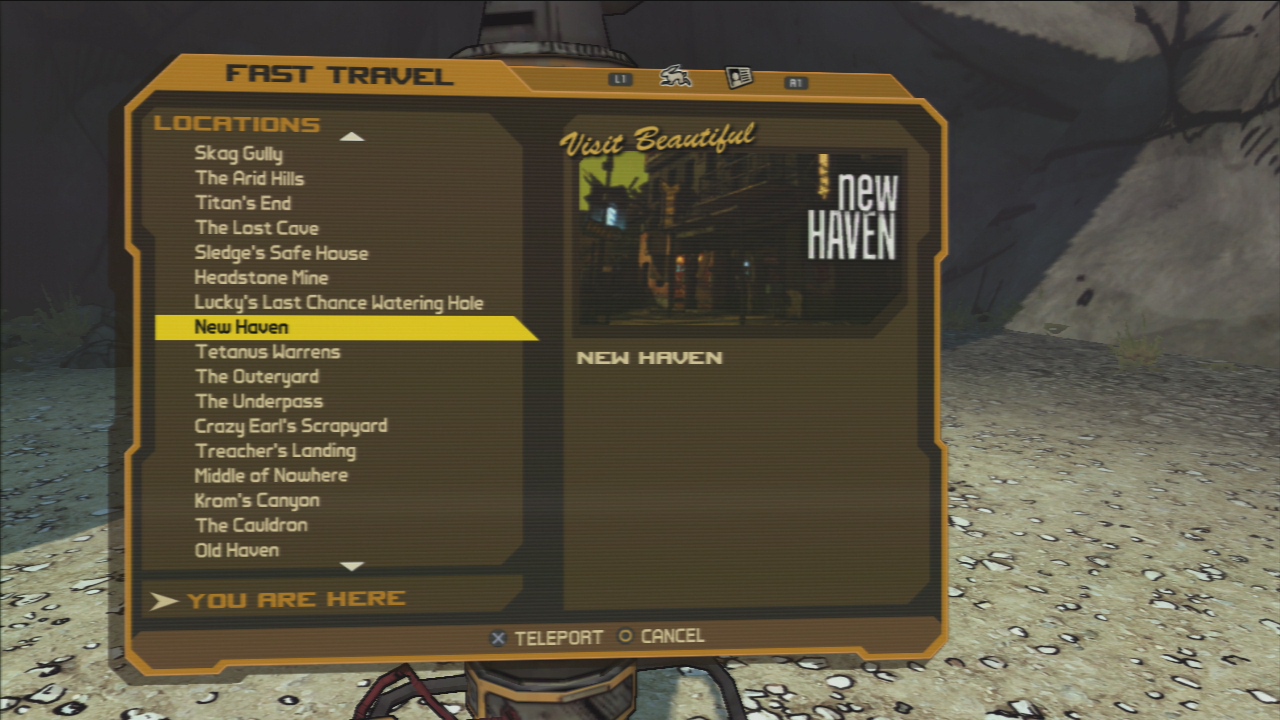 FAST TRAVEL
L1
R1
LOCATIONS
Skag Gully
The Arid Hills
Titan's End
The Lost Cave
Sledge's Safe House
Headstone Mine
Lucky's Last Chance Watering Hole
New Haven
Tetanus Warrens
The Outeryard
The Underpass
Crazy Earl's Scrapyard
Treacher's Landing
Middle of Nowhere
Krom's Canyon
The Cauldron
Old Haven
YOU ARE HERE
Visit Beautiful
new
HAVEN
NEW HAVEN
TELEPORT CANCEL